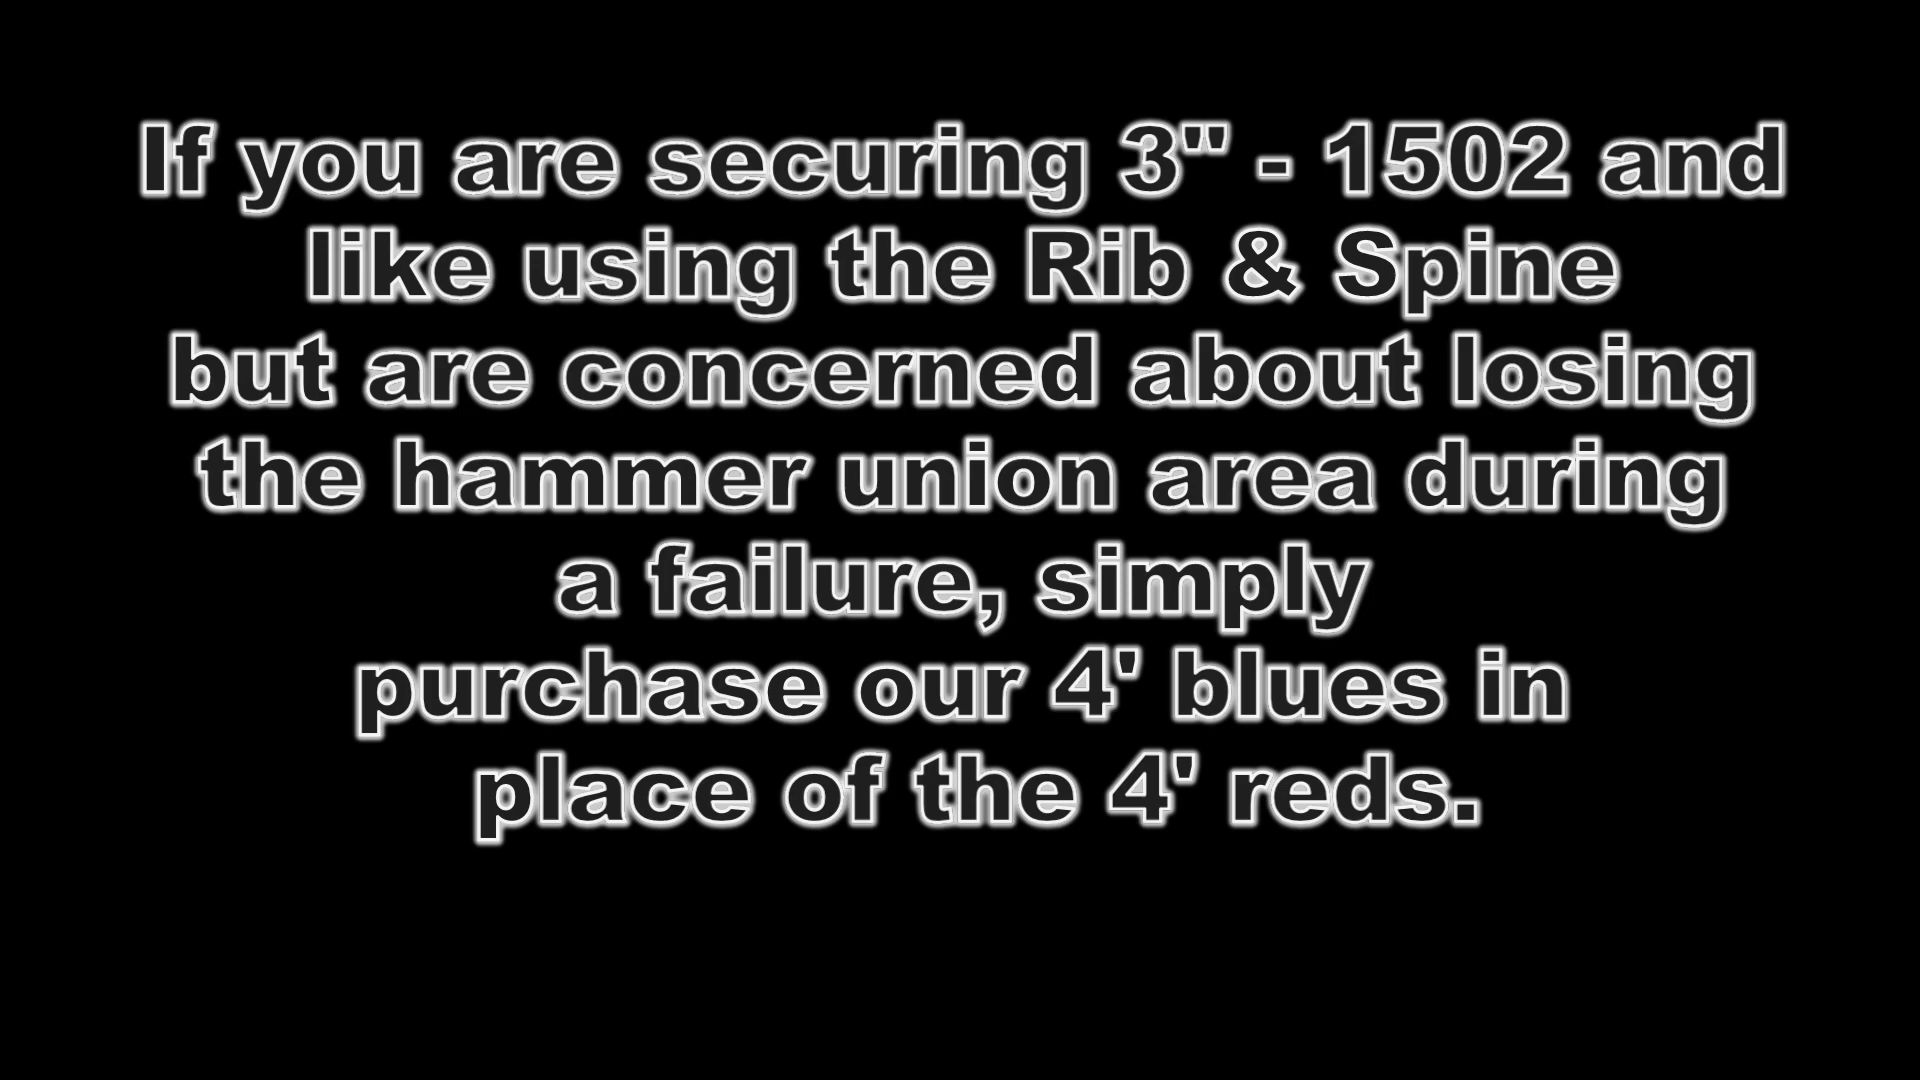 If you are securing 3" - 1502 and
like using the Rib & Spine
but are concerned about losing
the hammer union area during
a failure, simply
purchase our 4' blues in
place of the 4' reds.